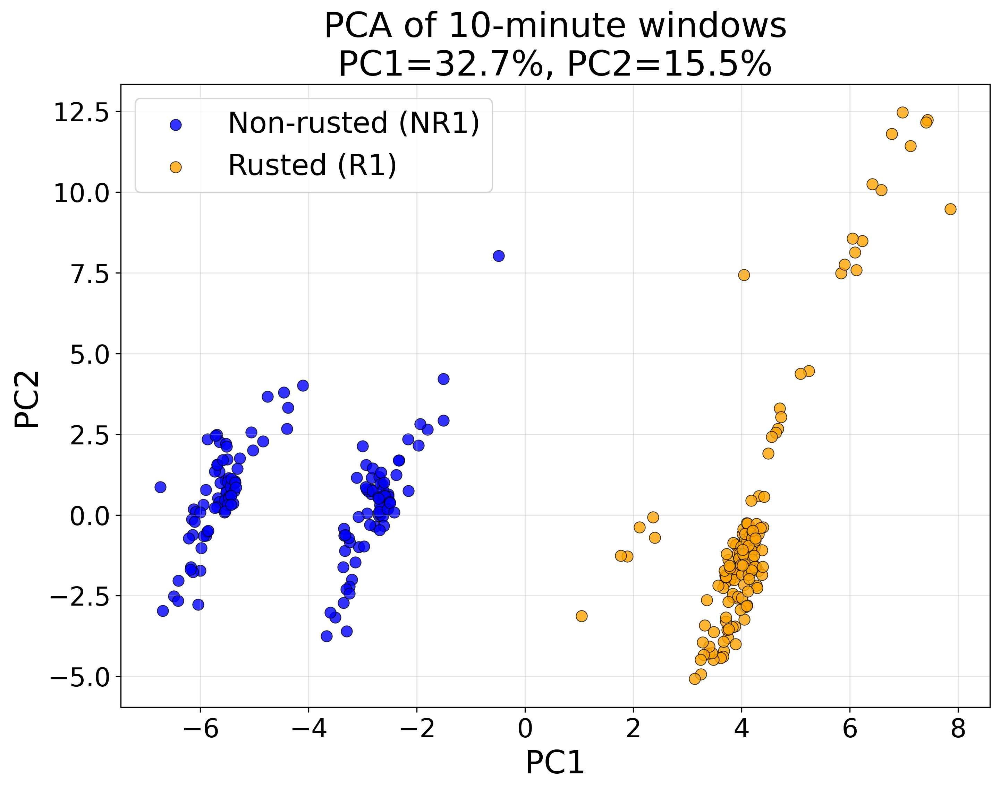 PCA of 10-minute windows
PC1=32.7%, PC2=15.5%
Non-rusted (NR1)
Rusted (R1)
12.5
10.0
7.5
5.0
2.5
0.0
−2.5
−5.0
PC2
−6
−4
−2
0
2
4
6
8
PC1